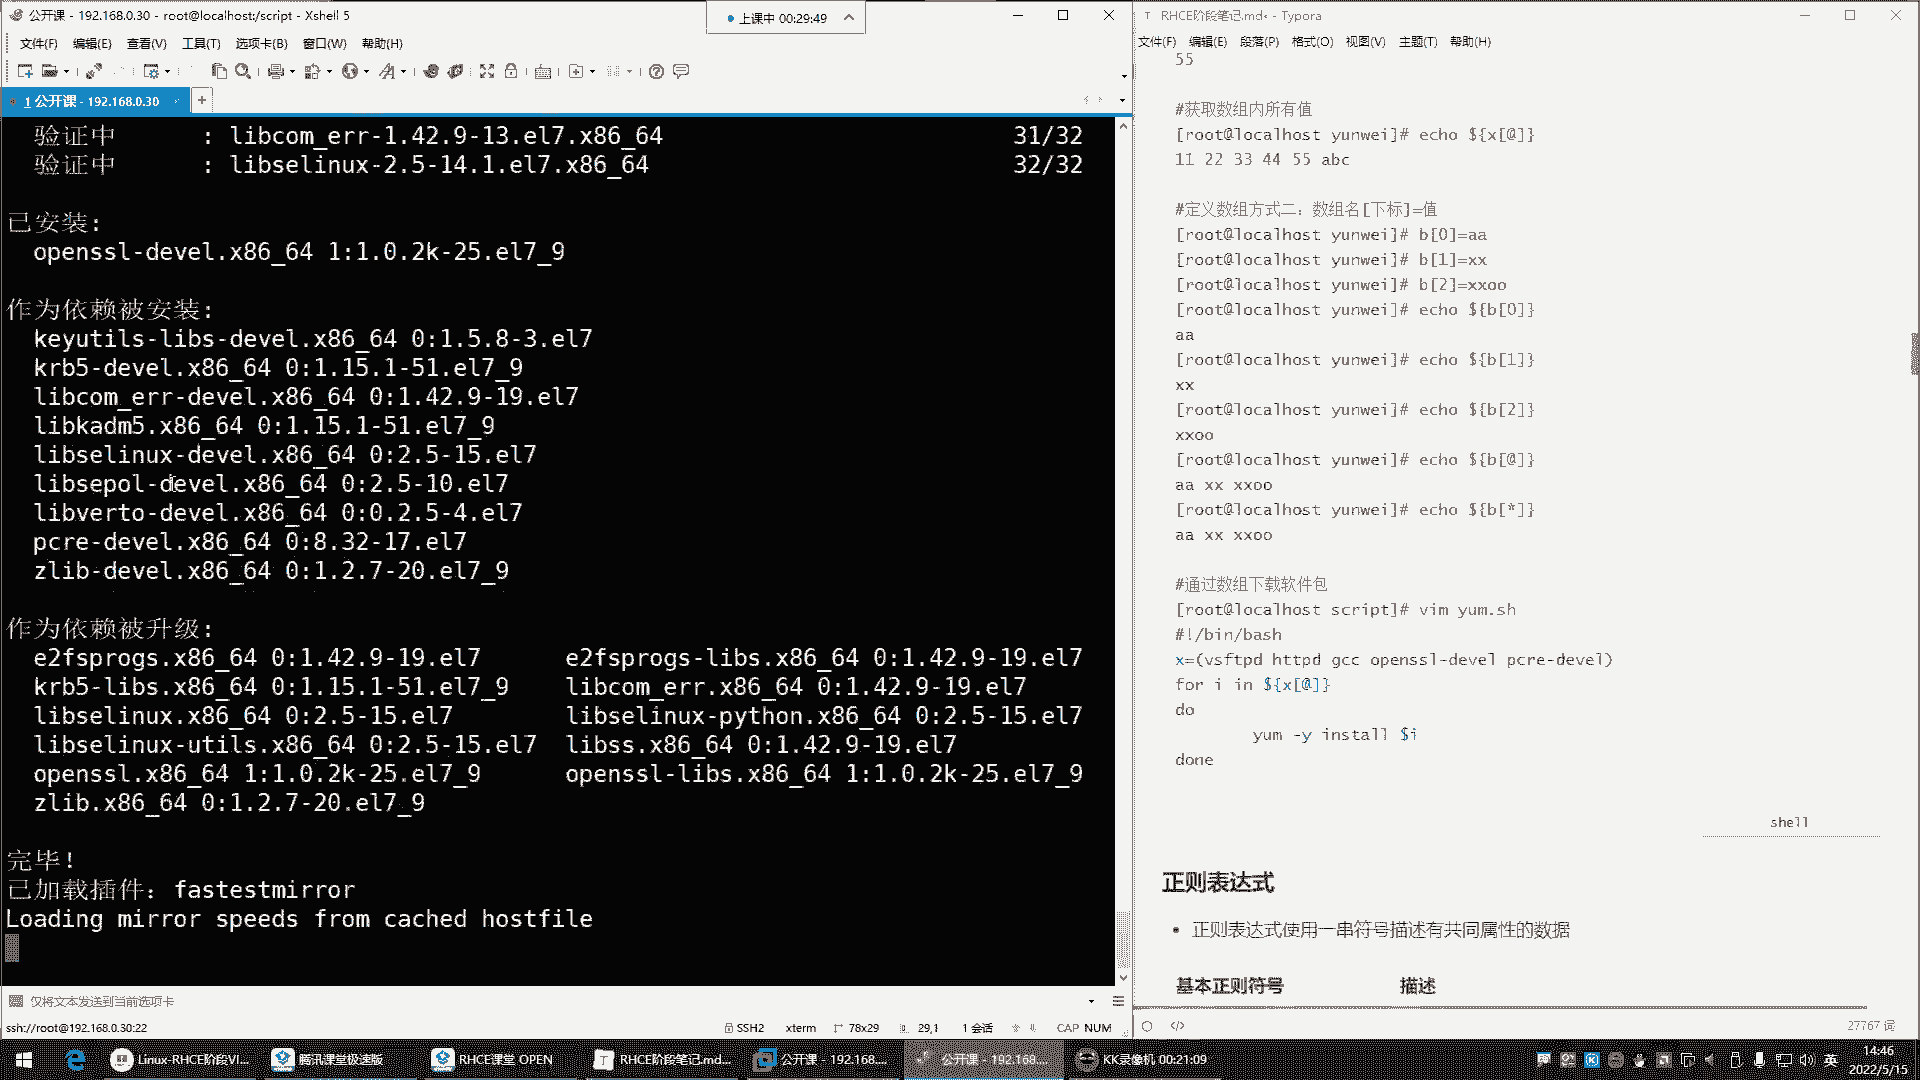 公开课 - 192.168.0.30 - root@localhost:/script - Xshell 5
上课中 00:29:49
文件(F) 编辑(E) 查看(V) 工具(T) 选项卡(B) 窗口(W) 帮助(H)
1 公开课 - 192.168.0.30
验证中 : libcom_err-1.42.9-13.el7.x86_64 31/32
验证中 : libselinux-2.5-14.1.el7.x86_64 32/32
已安装:
openssl-devel.x86_64 1:1.0.2k-25.el7_9
作为依赖被安装:
keyutils-libs-devel.x86_64 0:1.5.8-3.el7
krb5-devel.x86_64 0:1.15.1-51.el7_9
libcom_err-devel.x86_64 0:1.42.9-19.el7
libkadm5.x86_64 0:1.15.1-51.el7_9
libselinux-devel.x86_64 0:2.5-15.el7
libsepol-devel.x86_64 0:2.5-10.el7
libverto-devel.x86_64 0:0.2.5-4.el7
pcre-devel.x86_64 0:8.32-17.el7
zlib-devel.x86_64 0:1.2.7-20.el7_9
作为依赖被升级:
e2fsprogs.x86_64 0:1.42.9-19.el7 e2fsprogs-libs.x86_64 0:1.42.9-19.el7
krb5-libs.x86_64 0:1.15.1-51.el7_9 libcom_err.x86_64 0:1.42.9-19.el7
libselinux.x86_64 0:2.5-15.el7 libselinux-python.x86_64 0:2.5-15.el7
libselinux-utils.x86_64 0:2.5-15.el7 libss.x86_64 0:1.42.9-19.el7
openssl.x86_64 1:1.0.2k-25.el7_9 openssl-libs.x86_64 1:1.0.2k-25.el7_9
zlib.x86_64 0:1.2.7-20.el7_9
完毕!
已加载插件: fastestmirror
Loading mirror speeds from cached hostfile
仅将文本发送到当前选项卡
ssh://root@192.168.0.30:22 SSH2 xterm 78x29 29,1 1 会话 CAP NUM
RHCE阶段笔记.md• - Typora
文件(F) 编辑(E) 段落(P) 格式(O) 视图(V) 主题(T) 帮助(H)
55
#获取数组内所有值
[root@localhost yunwei]# echo ${x[@]}
11 22 33 44 55 abc
#定义数组方式二：数组名[下标]=值
[root@localhost yunwei]# b[0]=aa
[root@localhost yunwei]# b[1]=xx
[root@localhost yunwei]# b[2]=xxoo
[root@localhost yunwei]# echo ${b[0]}
aa
[root@localhost yunwei]# echo ${b[1]}
xx
[root@localhost yunwei]# echo ${b[2]}
xxoo
[root@localhost yunwei]# echo ${b[@]}
aa xx xxoo
[root@localhost yunwei]# echo ${b[*]}
aa xx xxoo
#通过数组下载软件包
[root@localhost script]# vim yum.sh
#!/bin/bash
x=(vsftpd httpd gcc openssl-devel pcre-devel)
for i in ${x[@]}
do
yum -y install $i
done
shell
正则表达式
• 正则表达式使用一串符号描述有共同属性的数据
基本正则符号 描述
27767 词
Linux-RHCE阶段VI... 腾讯课堂极速版 RHCE课堂 OPEN RHCE阶段笔记.md... 公开课 - 192.168.... 公开课 - 192.168.... KK录像机 00:21:09 英 14:46
2022/5/15